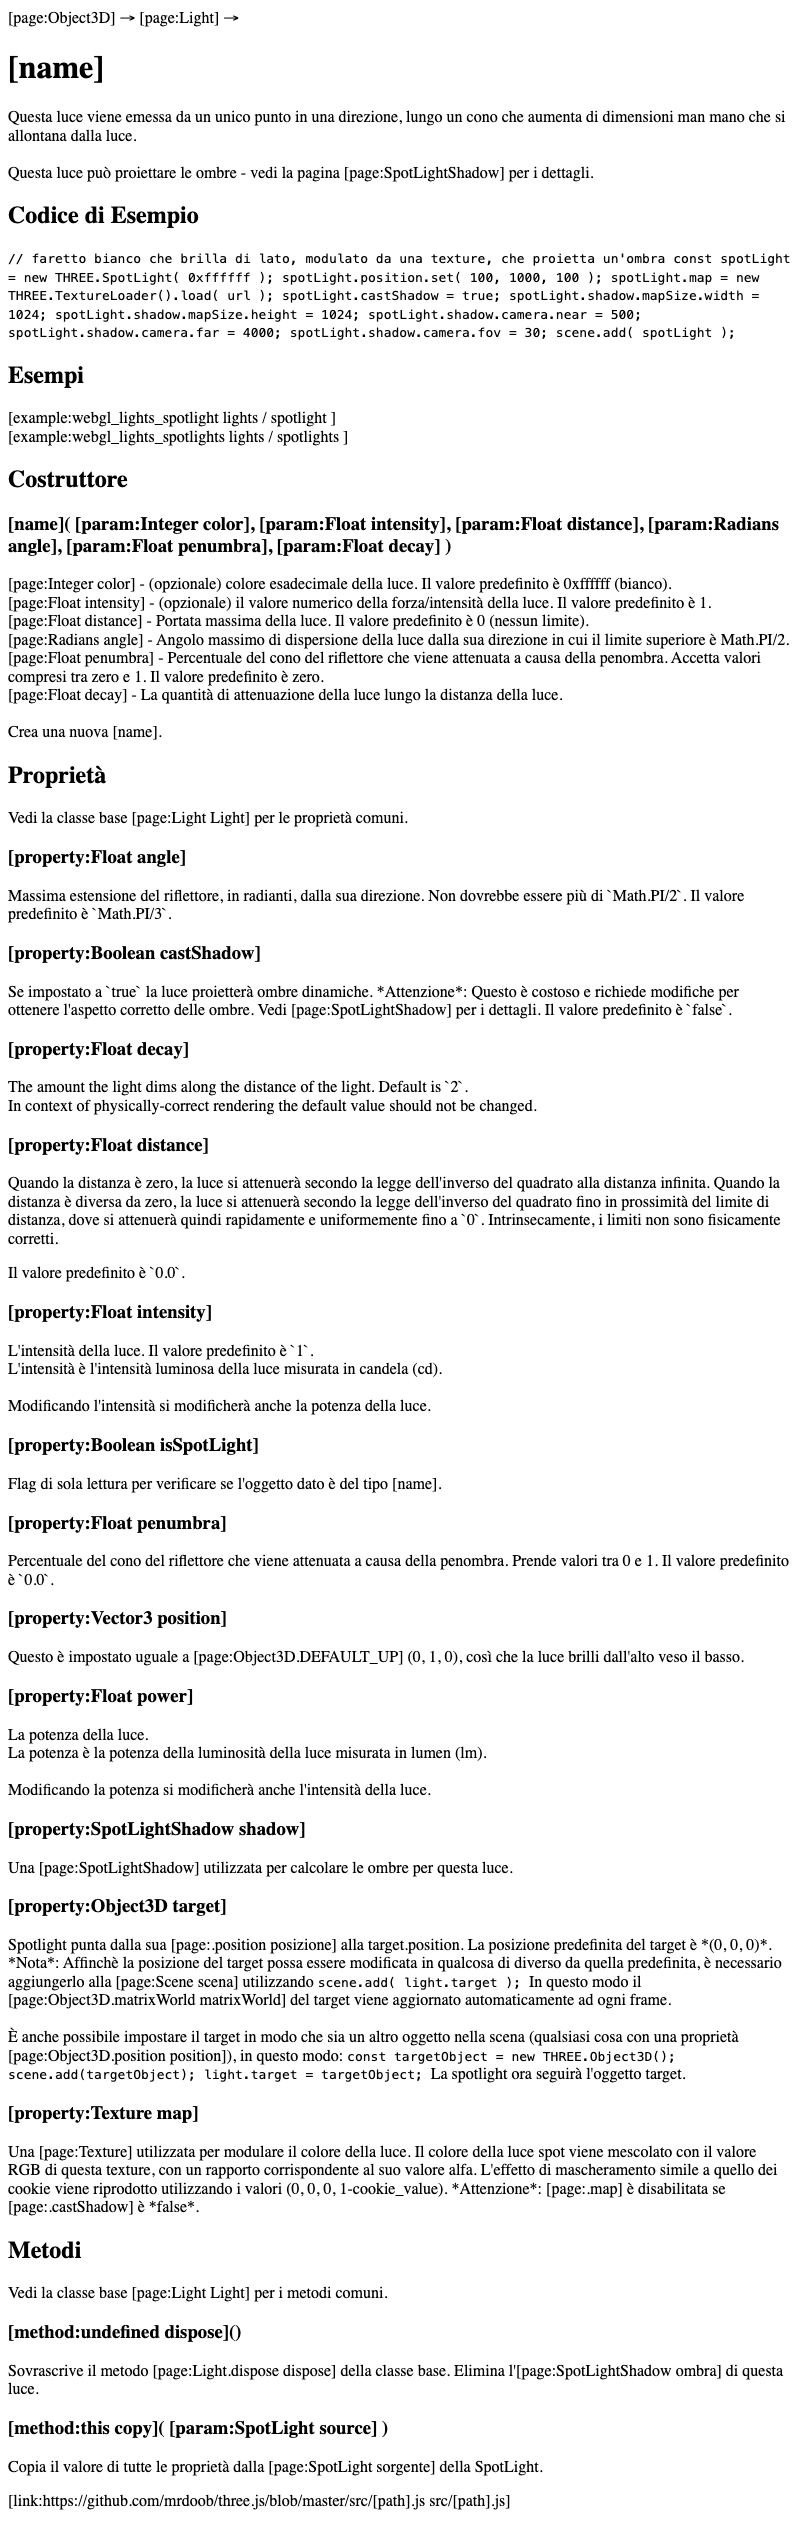 [page:Object3D] → [page:Light] →
[name]
Questa luce viene emessa da un unico punto in una direzione, lungo un cono che aumenta di dimensioni man mano che si
allontana dalla luce.
Questa luce può proiettare le ombre - vedi la pagina [page:SpotLightShadow] per i dettagli.
Codice di Esempio
// faretto bianco che brilla di lato, modulato da una texture, che proietta un'ombra const spotLight
= new THREE.SpotLight( 0xffffff ); spotLight.position.set( 100, 1000, 100 ); spotLight.map = new
THREE.TextureLoader().load( url ); spotLight.castShadow = true; spotLight.shadow.mapSize.width =
1024; spotLight.shadow.mapSize.height = 1024; spotLight.shadow.camera.near = 500;
spotLight.shadow.camera.far = 4000; spotLight.shadow.camera.fov = 30; scene.add( spotLight );
Esempi
[example:webgl_lights_spotlight lights / spotlight ]
[example:webgl_lights_spotlights lights / spotlights ]
Costruttore
[name]( [param:Integer color], [param:Float intensity], [param:Float distance], [param:Radians
angle], [param:Float penumbra], [param:Float decay] )
[page:Integer color] - (opzionale) colore esadecimale della luce. Il valore predefinito è 0xffffff (bianco).
[page:Float intensity] - (opzionale) il valore numerico della forza/intensità della luce. Il valore predefinito è 1.
[page:Float distance] - Portata massima della luce. Il valore predefinito è 0 (nessun limite).
[page:Radians angle] - Angolo massimo di dispersione della luce dalla sua direzione in cui il limite superiore è Math.PI/2.
[page:Float penumbra] - Percentuale del cono del riflettore che viene attenuata a causa della penombra. Accetta valori
compresi tra zero e 1. Il valore predefinito è zero.
[page:Float decay] - La quantità di attenuazione della luce lungo la distanza della luce.
Crea una nuova [name].
Proprietà
Vedi la classe base [page:Light Light] per le proprietà comuni.
[property:Float angle]
Massima estensione del riflettore, in radianti, dalla sua direzione. Non dovrebbe essere più di `Math.PI/2`. Il valore
predefinito è `Math.PI/3`.
[property:Boolean castShadow]
Se impostato a `true` la luce proietterà ombre dinamiche. *Attenzione*: Questo è costoso e richiede modifiche per
ottenere l'aspetto corretto delle ombre. Vedi [page:SpotLightShadow] per i dettagli. Il valore predefinito è `false`.
[property:Float decay]
The amount the light dims along the distance of the light. Default is `2`.
In context of physically-correct rendering the default value should not be changed.
[property:Float distance]
Quando la distanza è zero, la luce si attenuerà secondo la legge dell'inverso del quadrato alla distanza infinita. Quando la
distanza è diversa da zero, la luce si attenuerà secondo la legge dell'inverso del quadrato fino in prossimità del limite di
distanza, dove si attenuerà quindi rapidamente e uniformemente fino a `0`. Intrinsecamente, i limiti non sono fisicamente
corretti.
Il valore predefinito è `0.0`.
[property:Float intensity]
L'intensità della luce. Il valore predefinito è `1`.
L'intensità è l'intensità luminosa della luce misurata in candela (cd).
Modificando l'intensità si modificherà anche la potenza della luce.
[property:Boolean isSpotLight]
Flag di sola lettura per verificare se l'oggetto dato è del tipo [name].
[property:Float penumbra]
Percentuale del cono del riflettore che viene attenuata a causa della penombra. Prende valori tra 0 e 1. Il valore predefinito
è `0.0`.
[property:Vector3 position]
Questo è impostato uguale a [page:Object3D.DEFAULT_UP] (0, 1, 0), così che la luce brilli dall'alto veso il basso.
[property:Float power]
La potenza della luce.
La potenza è la potenza della luminosità della luce misurata in lumen (lm).
Modificando la potenza si modificherà anche l'intensità della luce.
[property:SpotLightShadow shadow]
Una [page:SpotLightShadow] utilizzata per calcolare le ombre per questa luce.
[property:Object3D target]
Spotlight punta dalla sua [page:.position posizione] alla target.position. La posizione predefinita del target è *(0, 0, 0)*.
*Nota*: Affinchè la posizione del target possa essere modificata in qualcosa di diverso da quella predefinita, è necessario
aggiungerlo alla [page:Scene scena] utilizzando scene.add( light.target ); In questo modo il
[page:Object3D.matrixWorld matrixWorld] del target viene aggiornato automaticamente ad ogni frame.
È anche possibile impostare il target in modo che sia un altro oggetto nella scena (qualsiasi cosa con una proprietà
[page:Object3D.position position]), in questo modo: const targetObject = new THREE.Object3D();
scene.add(targetObject); light.target = targetObject; La spotlight ora seguirà l'oggetto target.
[property:Texture map]
Una [page:Texture] utilizzata per modulare il colore della luce. Il colore della luce spot viene mescolato con il valore
RGB di questa texture, con un rapporto corrispondente al suo valore alfa. L'effetto di mascheramento simile a quello dei
cookie viene riprodotto utilizzando i valori (0, 0, 0, 1-cookie_value). *Attenzione*: [page:.map] è disabilitata se
[page:.castShadow] è *false*.
Metodi
Vedi la classe base [page:Light Light] per i metodi comuni.
[method:undefined dispose]()
Sovrascrive il metodo [page:Light.dispose dispose] della classe base. Elimina l'[page:SpotLightShadow ombra] di questa
luce.
[method:this copy]( [param:SpotLight source] )
Copia il valore di tutte le proprietà dalla [page:SpotLight sorgente] della SpotLight.
[link:https://github.com/mrdoob/three.js/blob/master/src/[path].js src/[path].js]